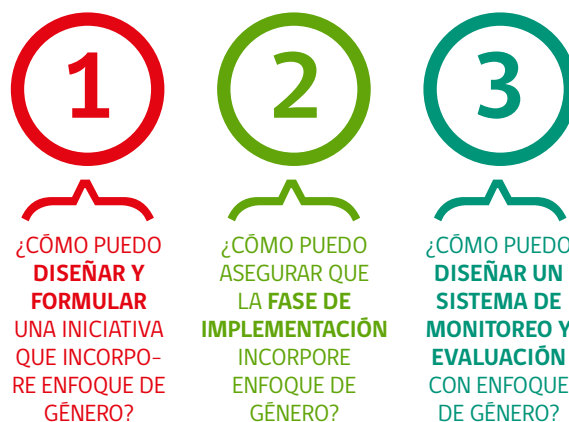 1
¿CÓMO PUEDO
DISEÑAR Y
FORMULAR
UNA INICIATIVA
QUE INCORPO-
RE ENFOQUE DE
GÉNERO?
2
¿CÓMO PUEDO
ASEGURAR QUE
LA FASE DE
IMPLEMENTACIÓN
INCORPORE
ENFOQUE DE
GÉNERO?
3
¿CÓMO PUEDO
DISEÑAR UN
SISTEMA DE
MONITOREO Y
EVALUACIÓN
CON ENFOQUE
DE GÉNERO?